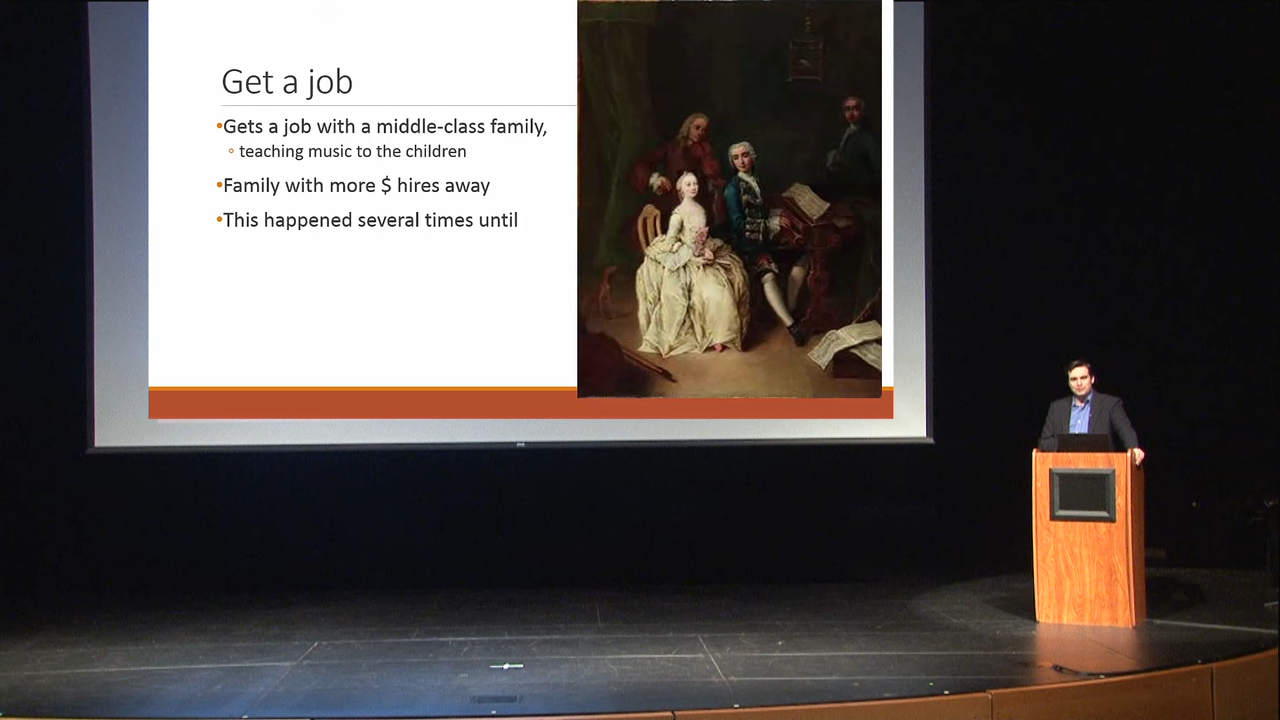 Get a job
•Gets a job with a middle-class family,
◦ teaching music to the children
•Family with more $ hires away
•This happened several times until